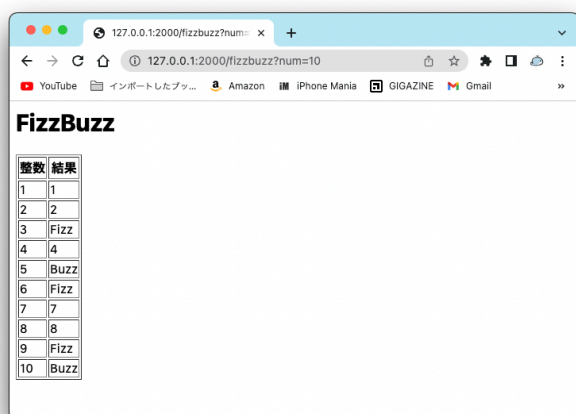 127.0.0.1:2000/fizzbuzz?num=
127.0.0.1:2000/fizzbuzz?num=10
YouTube インポートしたブッ... Amazon iM iPhone Mania GIGAZINE Gmail »
FizzBuzz
整数 結果
1 1
2 2
3 Fizz
4 4
5 Buzz
6 Fizz
7 7
8 8
9 Fizz
10 Buzz